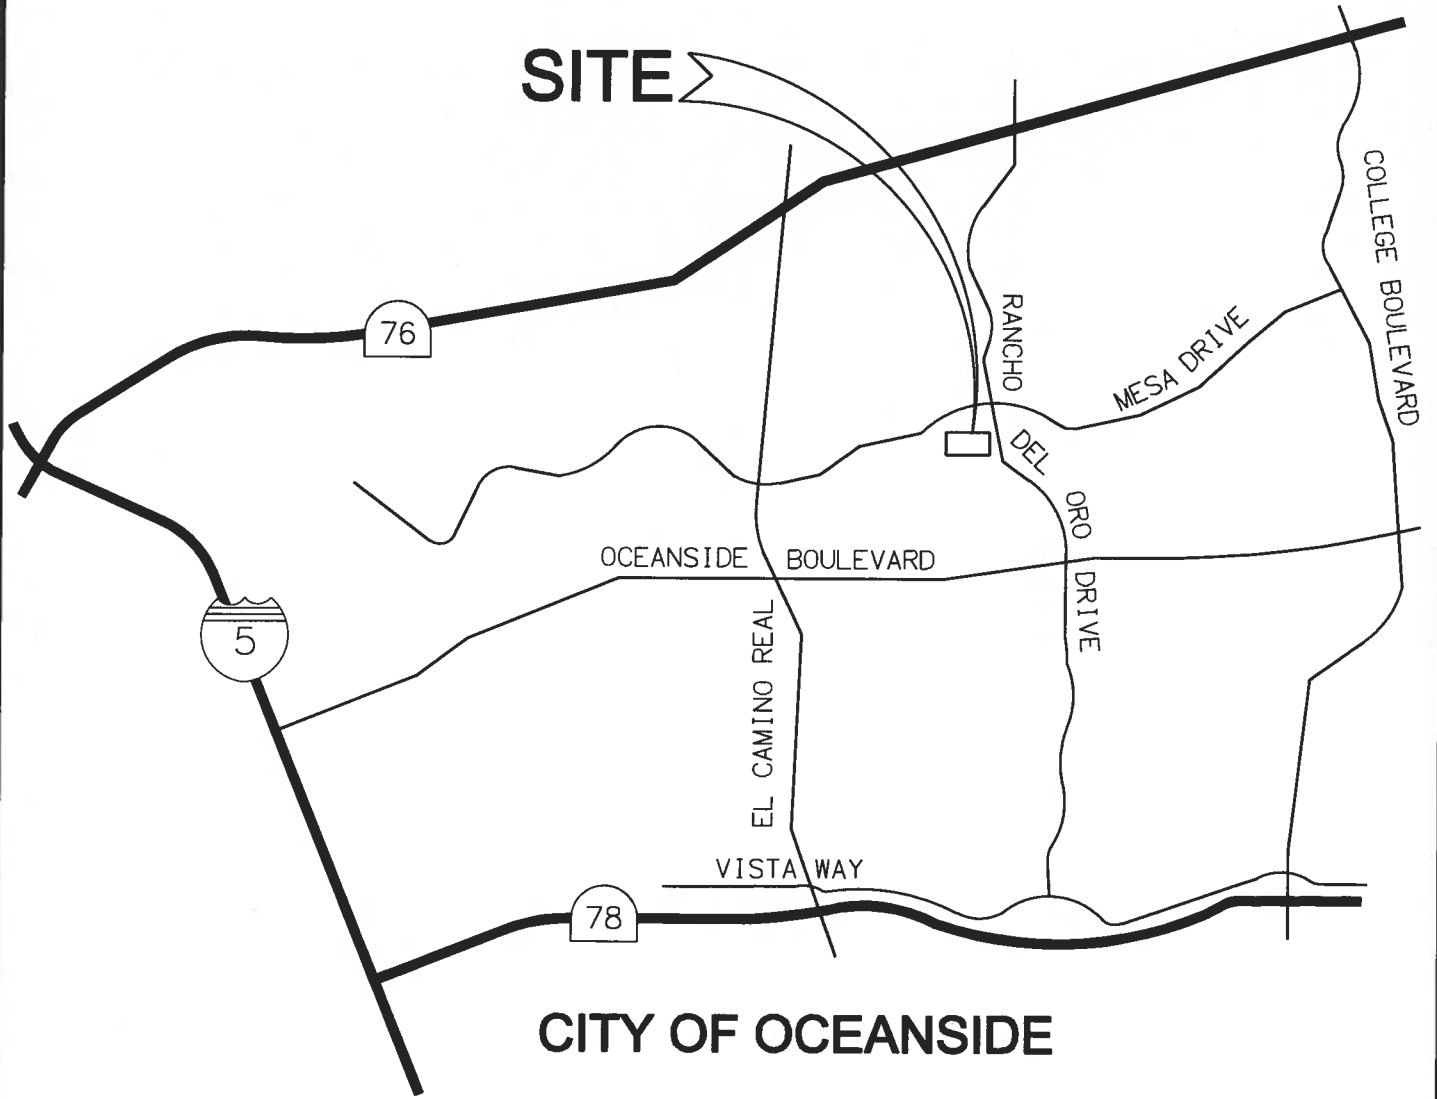 SITE
COLLEGE BOULEVARD
76
RANCHO
MESA DRIVE
DEL
ORO
OCEANSIDE BOULEVARD
DRIVE
5
EL CAMINO REAL
VISTA WAY
78
CITY OF OCEANSIDE